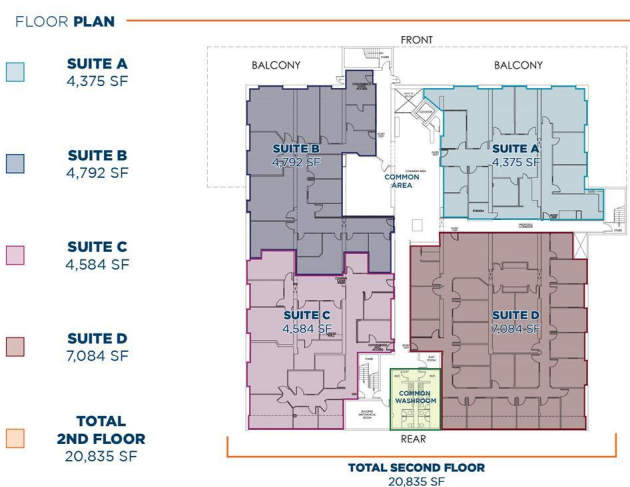 FLOOR PLAN
SUITE A
4,375 SF
SUITE B
4,792 SF
SUITE C
4,584 SF
SUITE D
7,084 SF
TOTAL
2ND FLOOR
20,835 SF
FRONT
BALCONY
BALCONY
SUITE B
4,792 SF
SUITE A
4,375 SF
COMMON
AREA
SUITE C
4,584 SF
SUITE D
7,084 SF
COMMON
WASHROOM
REAR
TOTAL SECOND FLOOR
20,835 SF